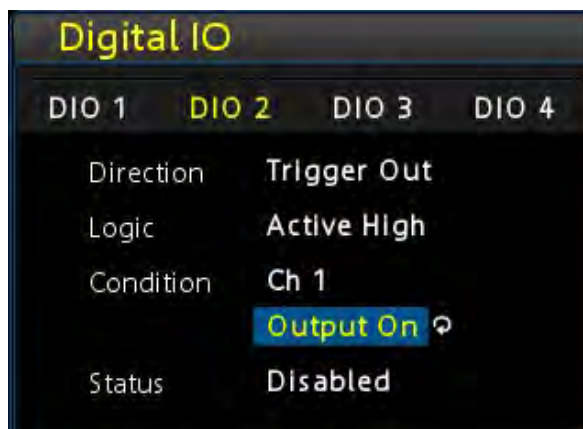 Digital IO
DIO 1 DIO 2 DIO 3 DIO 4
Direction Trigger Out
Logic Active High
Condition Ch 1
Output On
Status Disabled